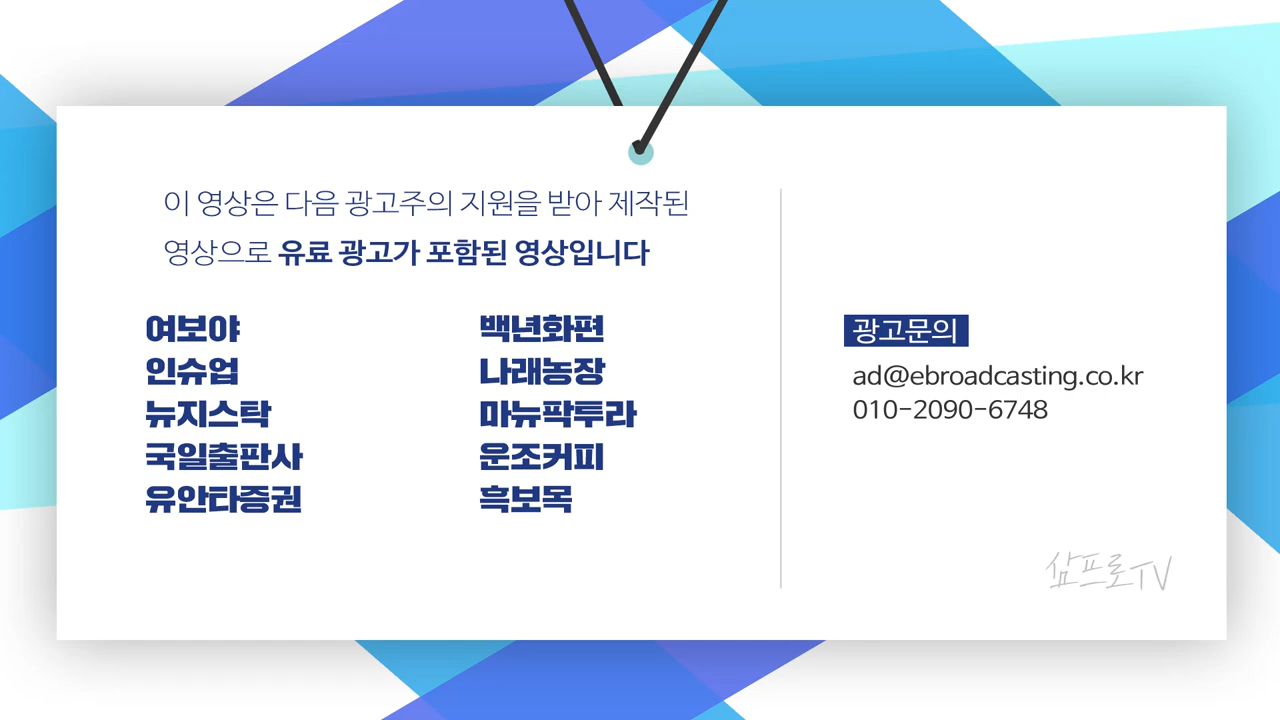 이 영상은 다음 광고주의 지원을 받아 제작된
영상으로 유료 광고가 포함된 영상입니다
여보야
인슈업
뉴지스탁
국일출판사
유안타증권
백년화편
나래농장
마뉴팍투라
운조커피
흑보목
광고문의
ad@ebroadcasting.co.kr
010-2090-6748
삼프로TV